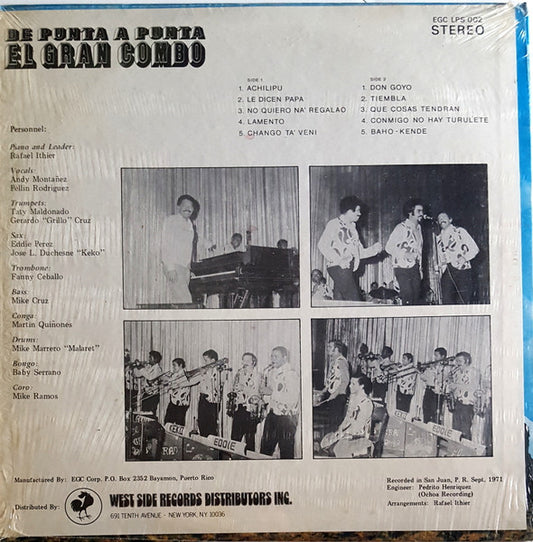 DE PUNTA A PUNTA
EL GRAN COMBO
EGC LPS 002
STEREO
SIDE 1
1. ACHILIPU
2. LE DICEN PAPA
3. NO QUIERO NA' REGALAO
4. LAMENTO
5. CHANGO TA' VENI
SIDE 2
1. DON GOYO
2. TIEMBLA
3. QUE COSAS TENDRAN
4. CONMIGO NO HAY TURULETE
5. BAHO-KENDE
Personnel:
Piano and Leader:
Rafael Ithier
Vocals:
Andy Montañez
Pellin Rodriguez
Trumpets:
Taty Maldonado
Gerardo "Grillo" Cruz
Sax:
Eddie Perez
Jose L. Duchesne "Keko"
Trombone:
Fanny Ceballo
Bass:
Mike Cruz
Conga:
Martin Quiñones
Drums:
Mike Marrero "Malaret"
Bongo:
Baby Serrano
Coro:
Mike Ramos
EDDIE
Manufactured By: EGC Corp. P.O. Box 2352 Bayamon, Puerto Rico
Distributed By:
WEST SIDE RECORDS DISTRIBUTORS INC.
691 TENTH AVENUE - NEW YORK, N.Y. 10036
Recorded in San Juan, P. R. Sept, 1971
Engineer: Pedrito Henriquez
(Ochoa Recording)
Arrangements: Rafael Ithier